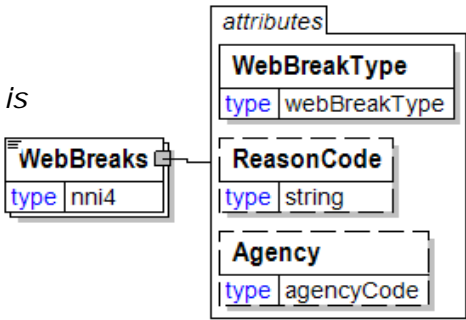 attributes
WebBreakType
type webBreakType
is
WebBreaks
type nni4
ReasonCode
type string
Agency
type agencyCode